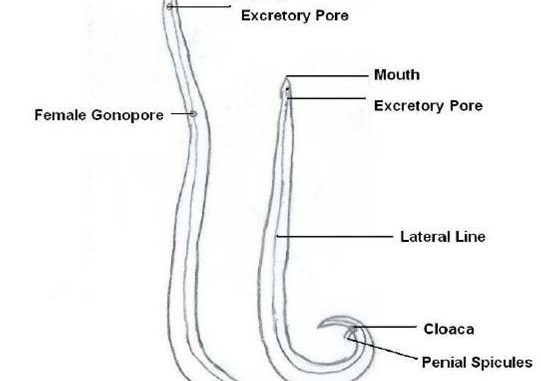 Excretory Pore
Mouth
Excretory Pore
Female Gonopore
Lateral Line
Cloaca
Penial Spicules